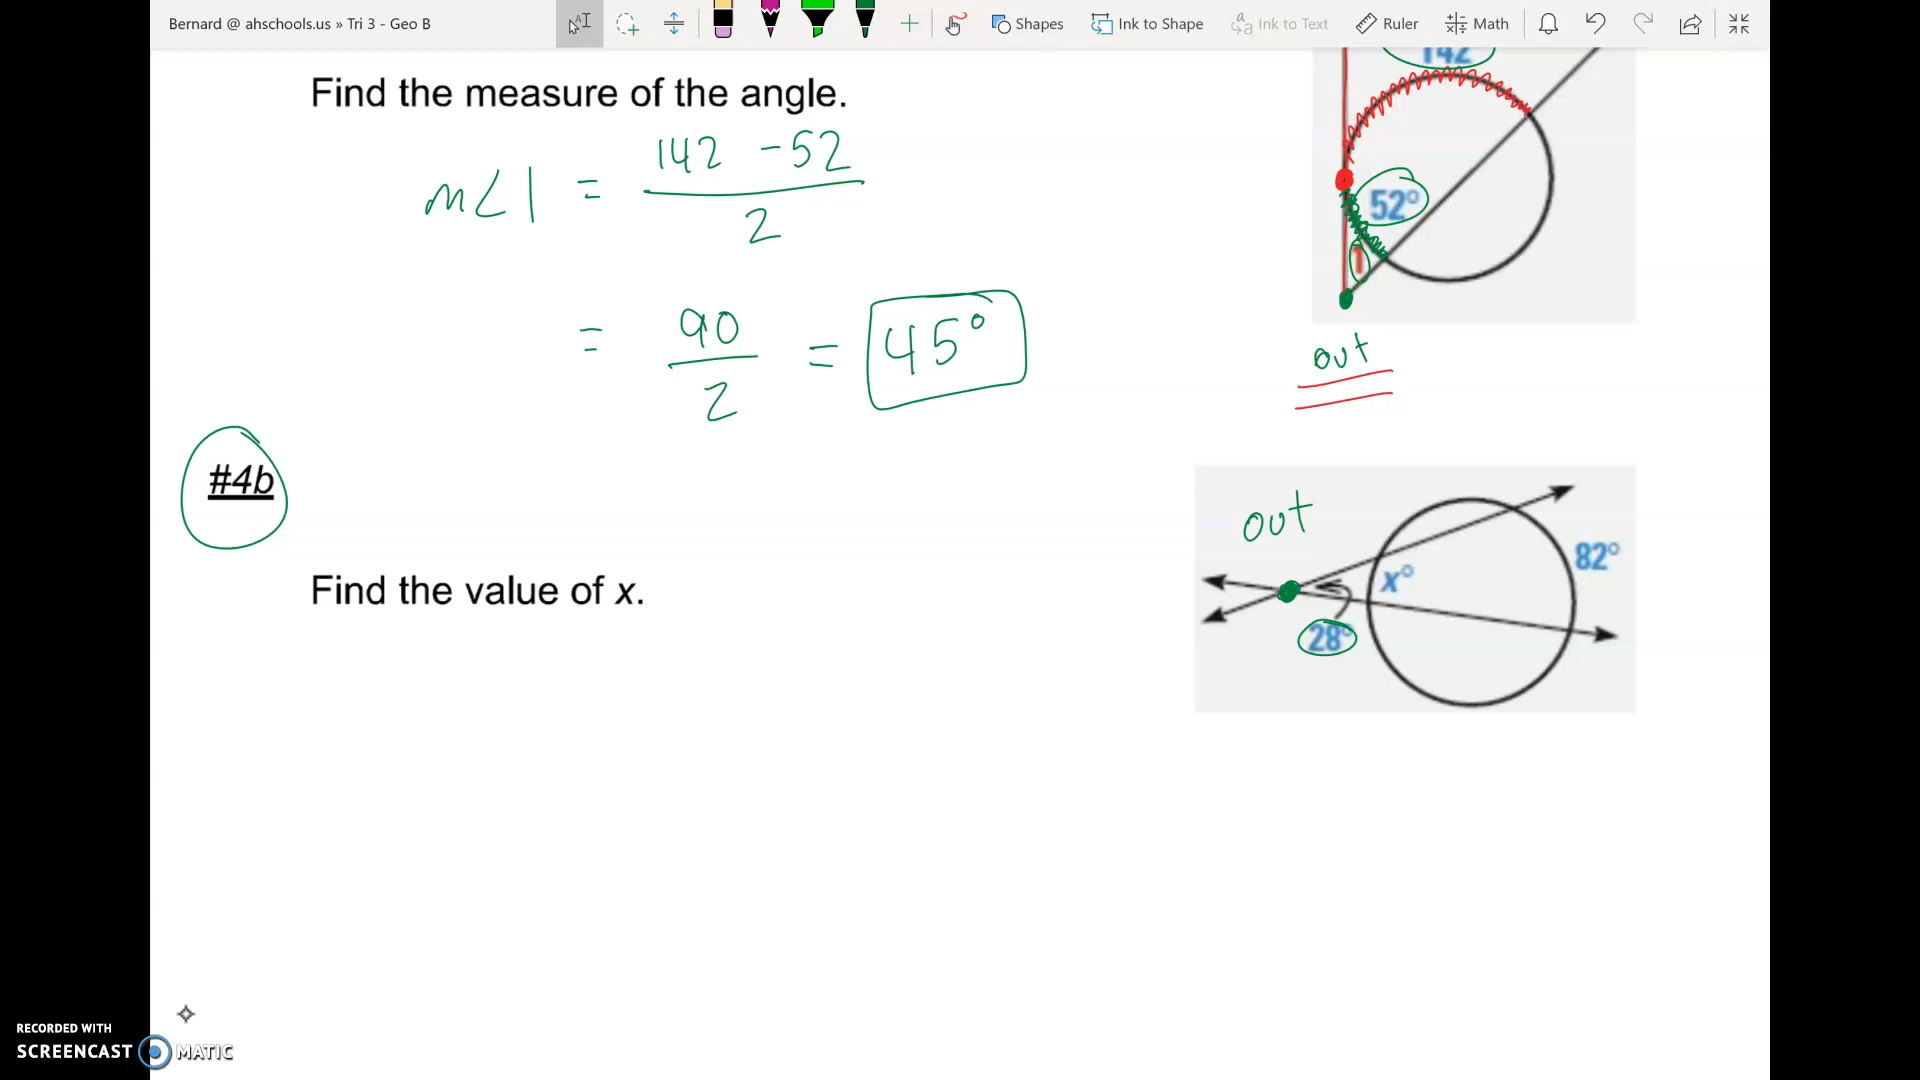 Bernard @ ahschools.us » Tri 3 - Geo B
Shapes
Ink to Shape
Ink to Text
Ruler
Math
Find the measure of the angle.
142 - 52
m∠1 =
2
= 90
2
= 45°
142
52°
1
out
#4b
out
82°
x°
28°
Find the value of x.
RECORDED WITH
SCREENCAST MATIC